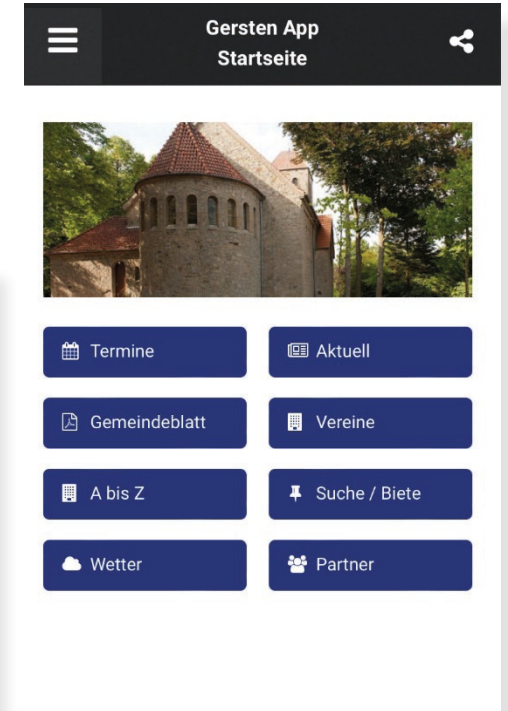 Gersten App
Startseite
Termine
Aktuell
Gemeindeblatt
Vereine
A bis Z
Suche / Biete
Wetter
Partner